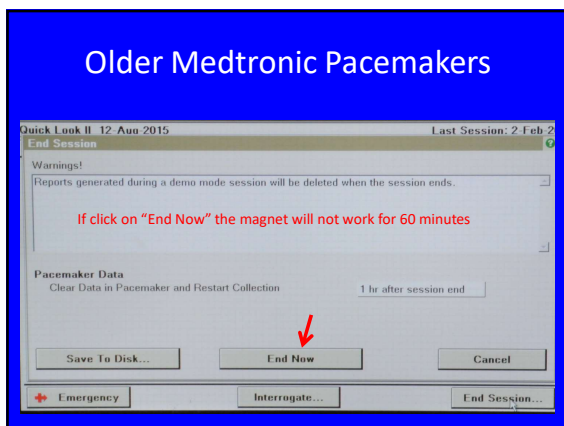 Older Medtronic Pacemakers
Quick Look II 12-Aug-2015 Last Session: 2-Feb-2
End Session
Warnings!
Reports generated during a demo mode session will be deleted when the session ends.
If click on “End Now” the magnet will not work for 60 minutes
Pacemaker Data
Clear Data in Pacemaker and Restart Collection 1 hr after session end
Save To Disk... End Now Cancel
Emergency Interrogate... End Session...